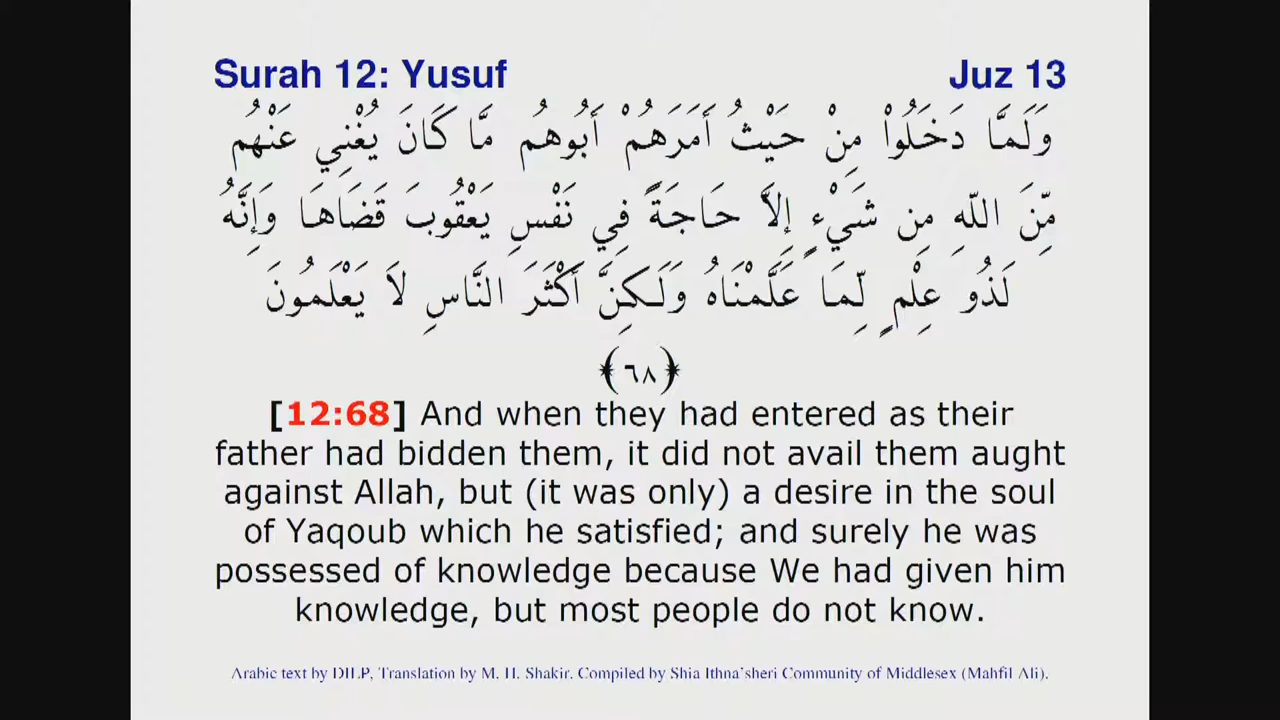 Surah 12: Yusuf Juz 13
وَلَمَّا دَخَلُواْ مِنْ حَيْثُ أَمَرَهُمْ أَبُوهُم مَّا كَانَ يُغْنِي عَنْهُم
مِّنَ اللّهِ مِن شَيْءٍ إِلاَّ حَاجَةً فِي نَفْسِ يَعْقُوبَ قَضَاهَا وَإِنَّهُ
لَذُو عِلْمٍ لِّمَا عَلَّمْنَاهُ وَلَـكِنَّ أَكْثَرَ النَّاسِ لاَ يَعْلَمُونَ
﴿٦٨﴾
[12:68] And when they had entered as their
father had bidden them, it did not avail them aught
against Allah, but (it was only) a desire in the soul
of Yaqoub which he satisfied; and surely he was
possessed of knowledge because We had given him
knowledge, but most people do not know.
Arabic text by DILP, Translation by M. H. Shakir. Compiled by Shia Ithna'sheri Community of Middlesex (Mahfil Ali).